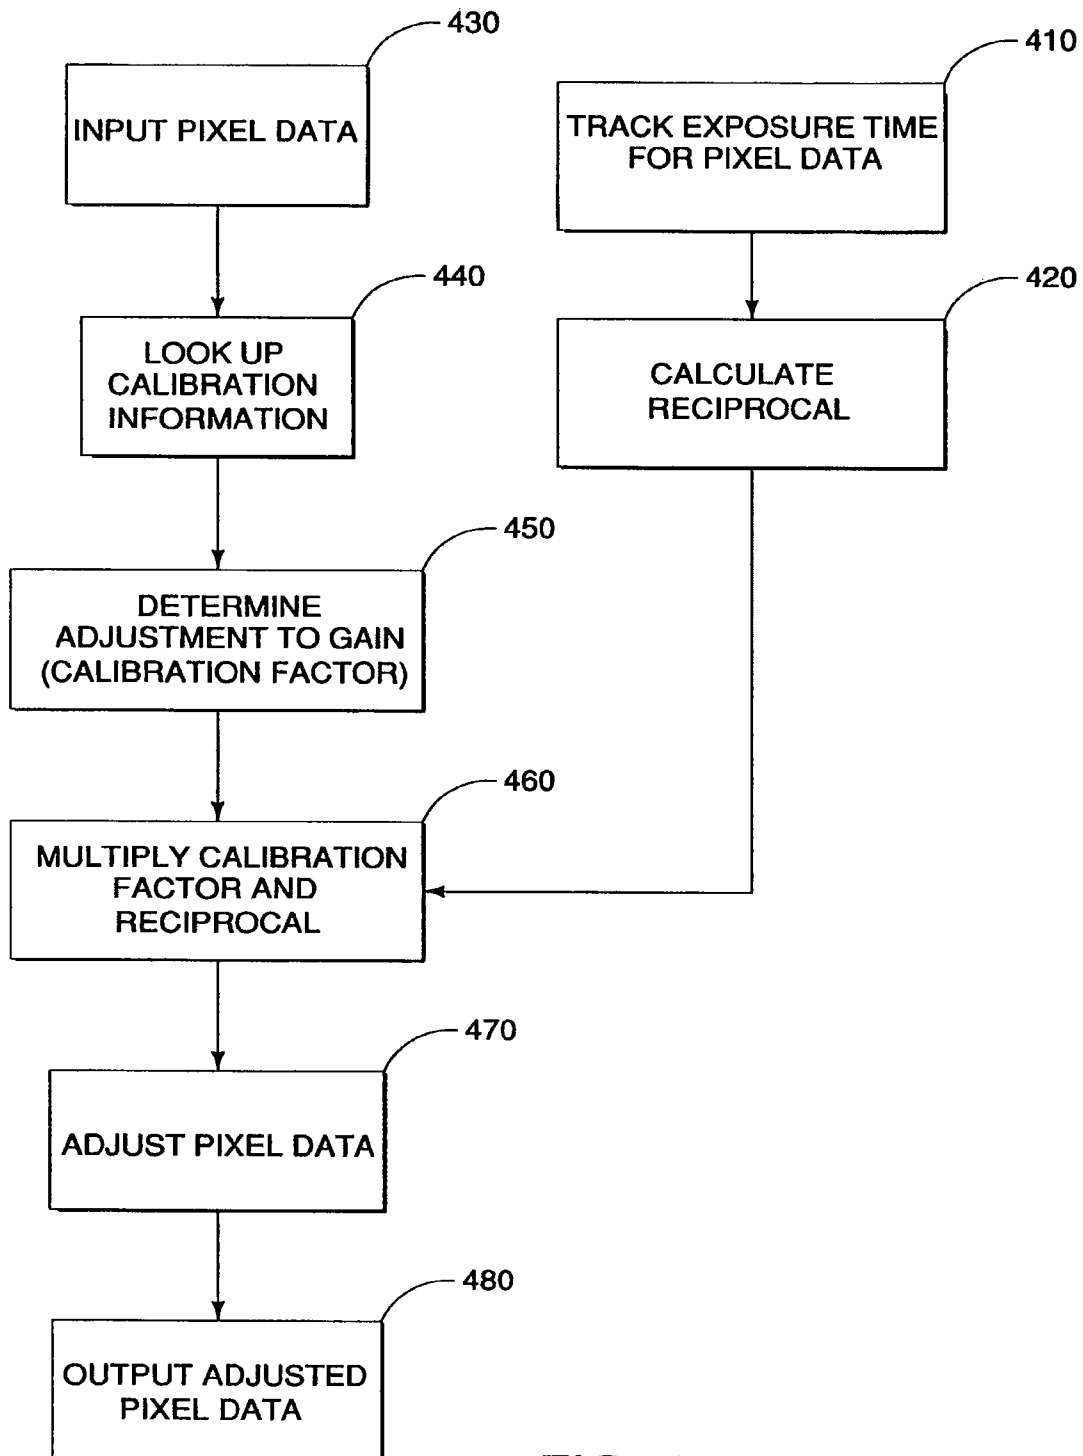 430
INPUT PIXEL DATA
410
TRACK EXPOSURE TIME
FOR PIXEL DATA
440
LOOK UP
CALIBRATION
INFORMATION
420
CALCULATE
RECIPROCAL
450
DETERMINE
ADJUSTMENT TO GAIN
(CALIBRATION FACTOR)
460
MULTIPLY CALIBRATION
FACTOR AND
RECIPROCAL
470
ADJUST PIXEL DATA
480
OUTPUT ADJUSTED
PIXEL DATA